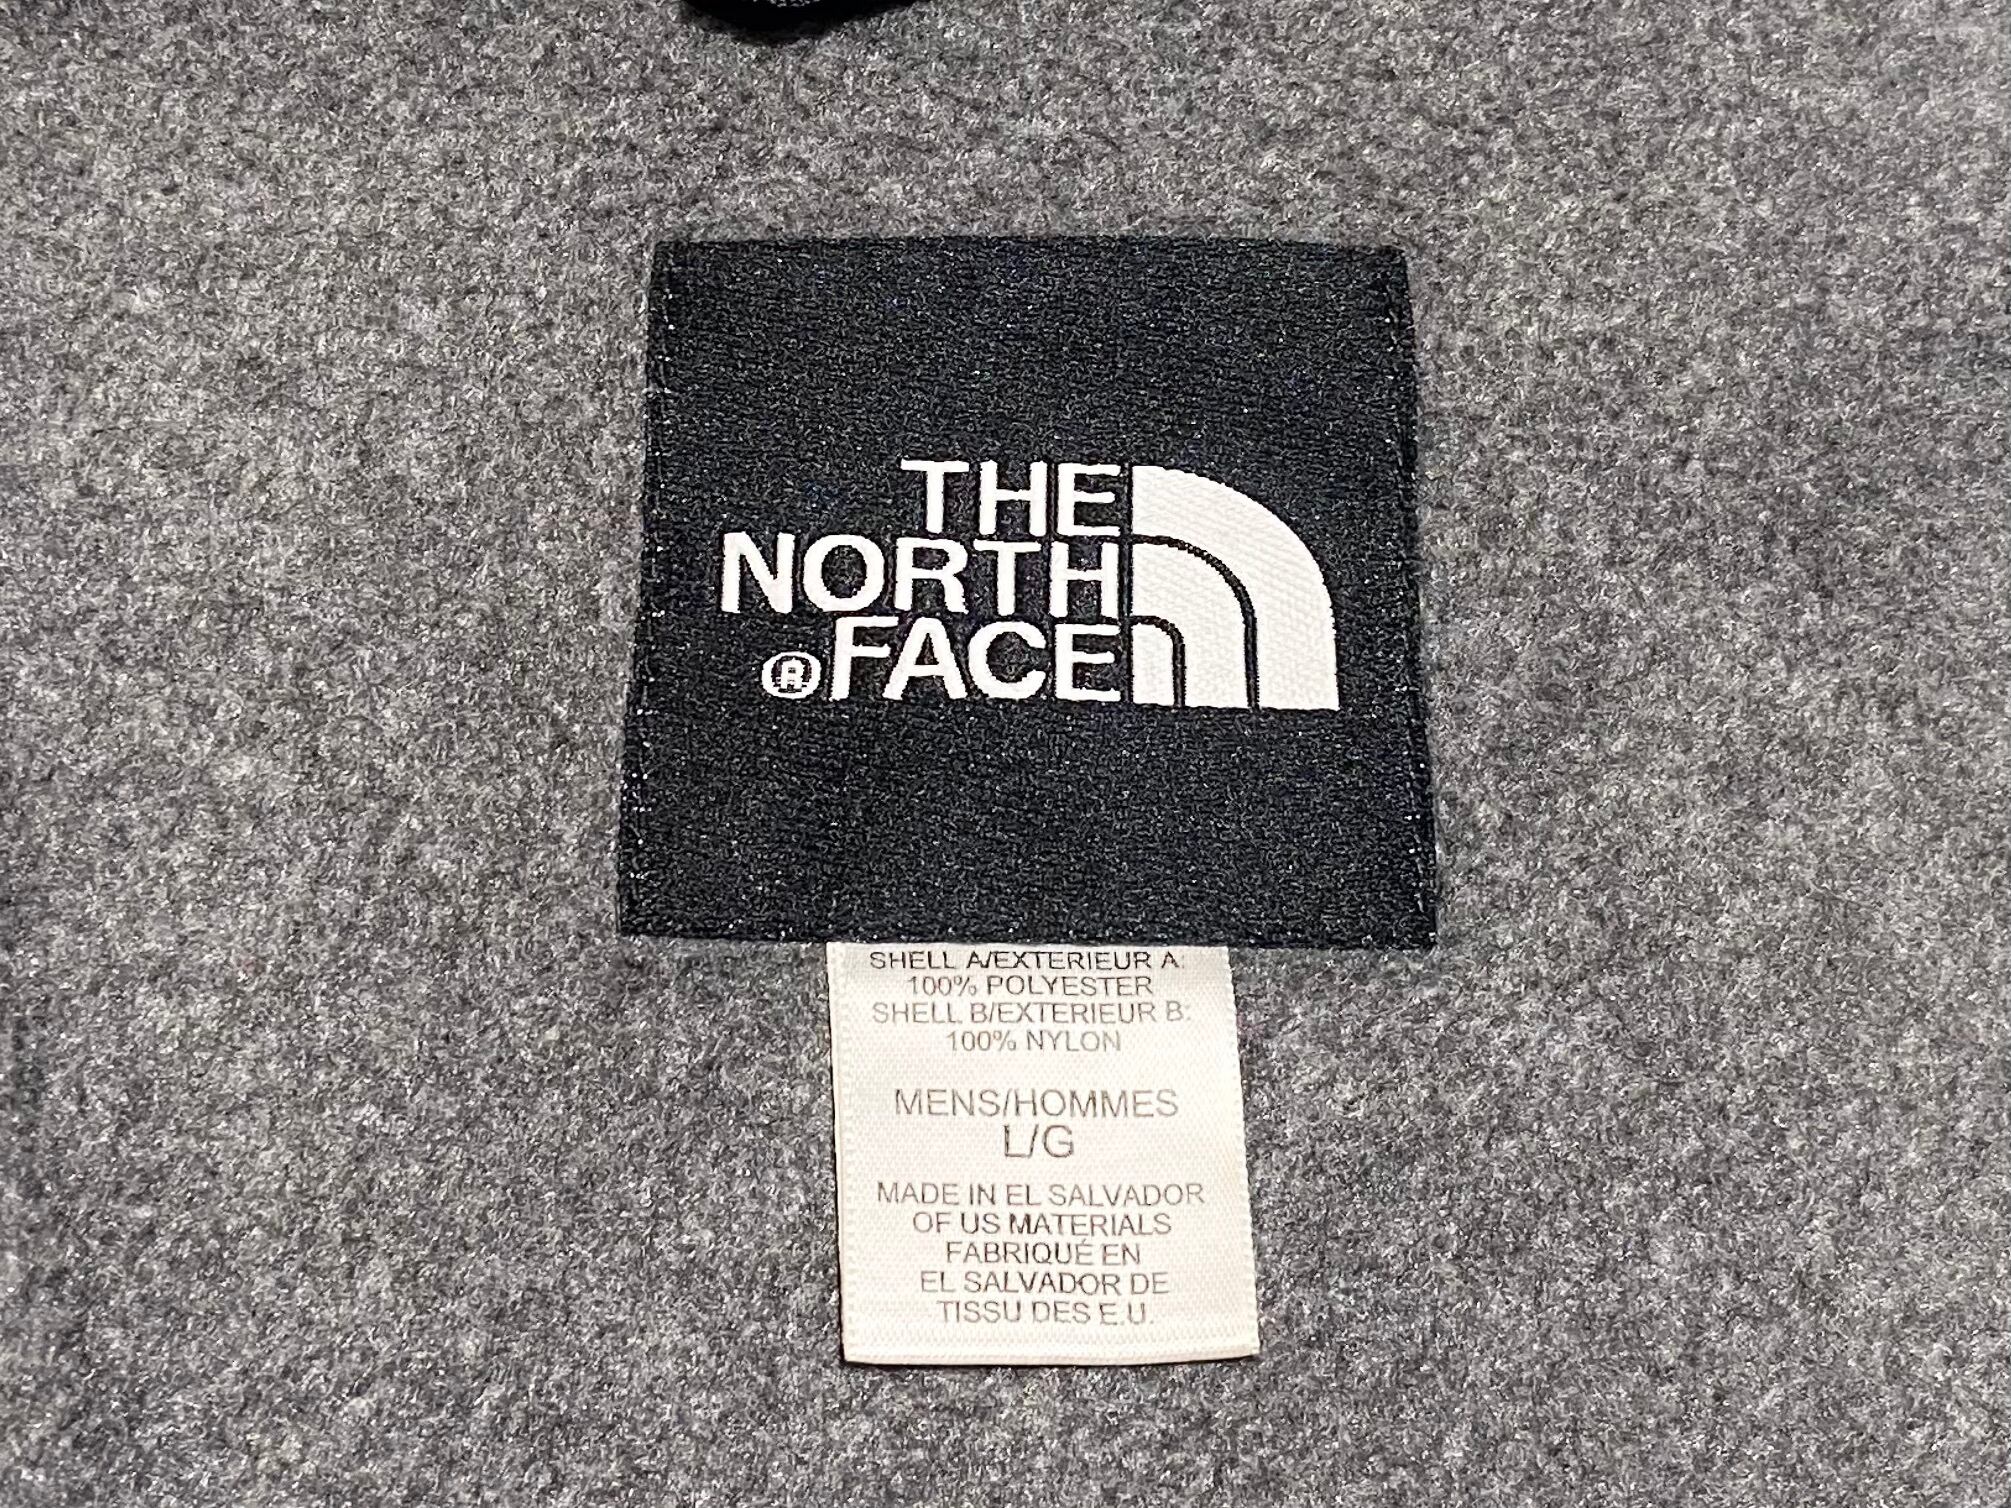 THE
NORTH
®FACE
SHELL A/EXTERIEUR A:
100% POLYESTER
SHELL B/EXTERIEUR B:
100% NYLON
MENS/HOMMES
L/G
MADE IN EL SALVADOR
OF US MATERIALS
FABRIQUÉ EN
EL SALVADOR DE
TISSU DES E.U.